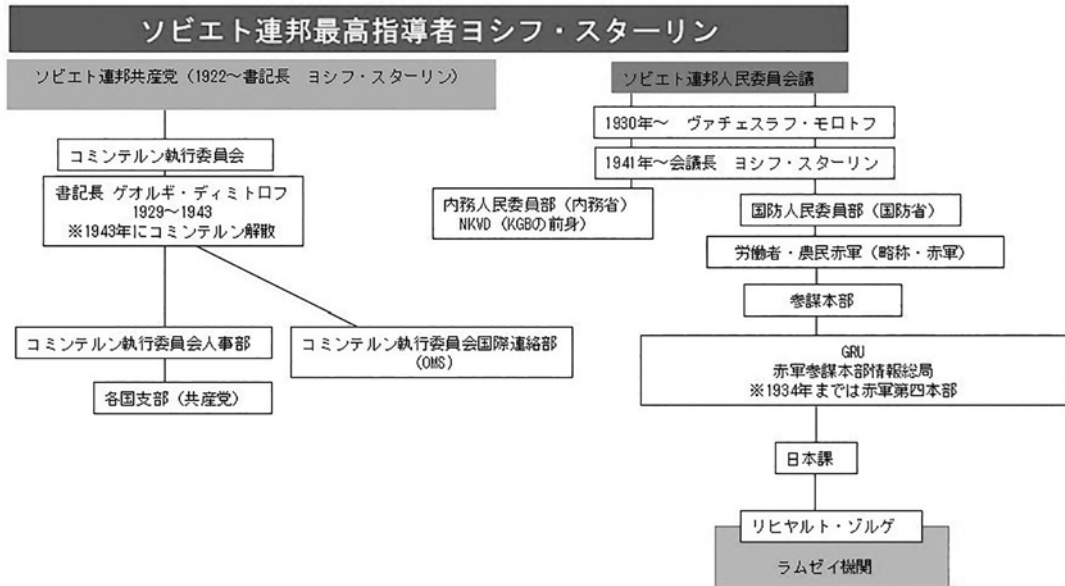 ソビエト連邦最高指導者ヨシフ・スターリン
ソビエト連邦共産党（1922～書記長　ヨシフ・スターリン）
コミンテルン執行委員会
書記長 ゲオルギ・ディミトロフ
1929～1943
※1943年にコミンテルン解散
コミンテルン執行委員会人事部
各国支部（共産党）
コミンテルン執行委員会国際連絡部
(OMS)
ソビエト連邦人民委員会議
1930年～　ヴァチェスラフ・モロトフ
1941年～会議長　ヨシフ・スターリン
内務人民委員部（内務省）
NKVD（KGBの前身）
国防人民委員部（国防省）
労働者・農民赤軍（略称・赤軍）
参謀本部
GRU
赤軍参謀本部情報総局
※1934年までは赤軍第四本部
日本課
リヒャルト・ゾルゲ
ラムゼイ機関